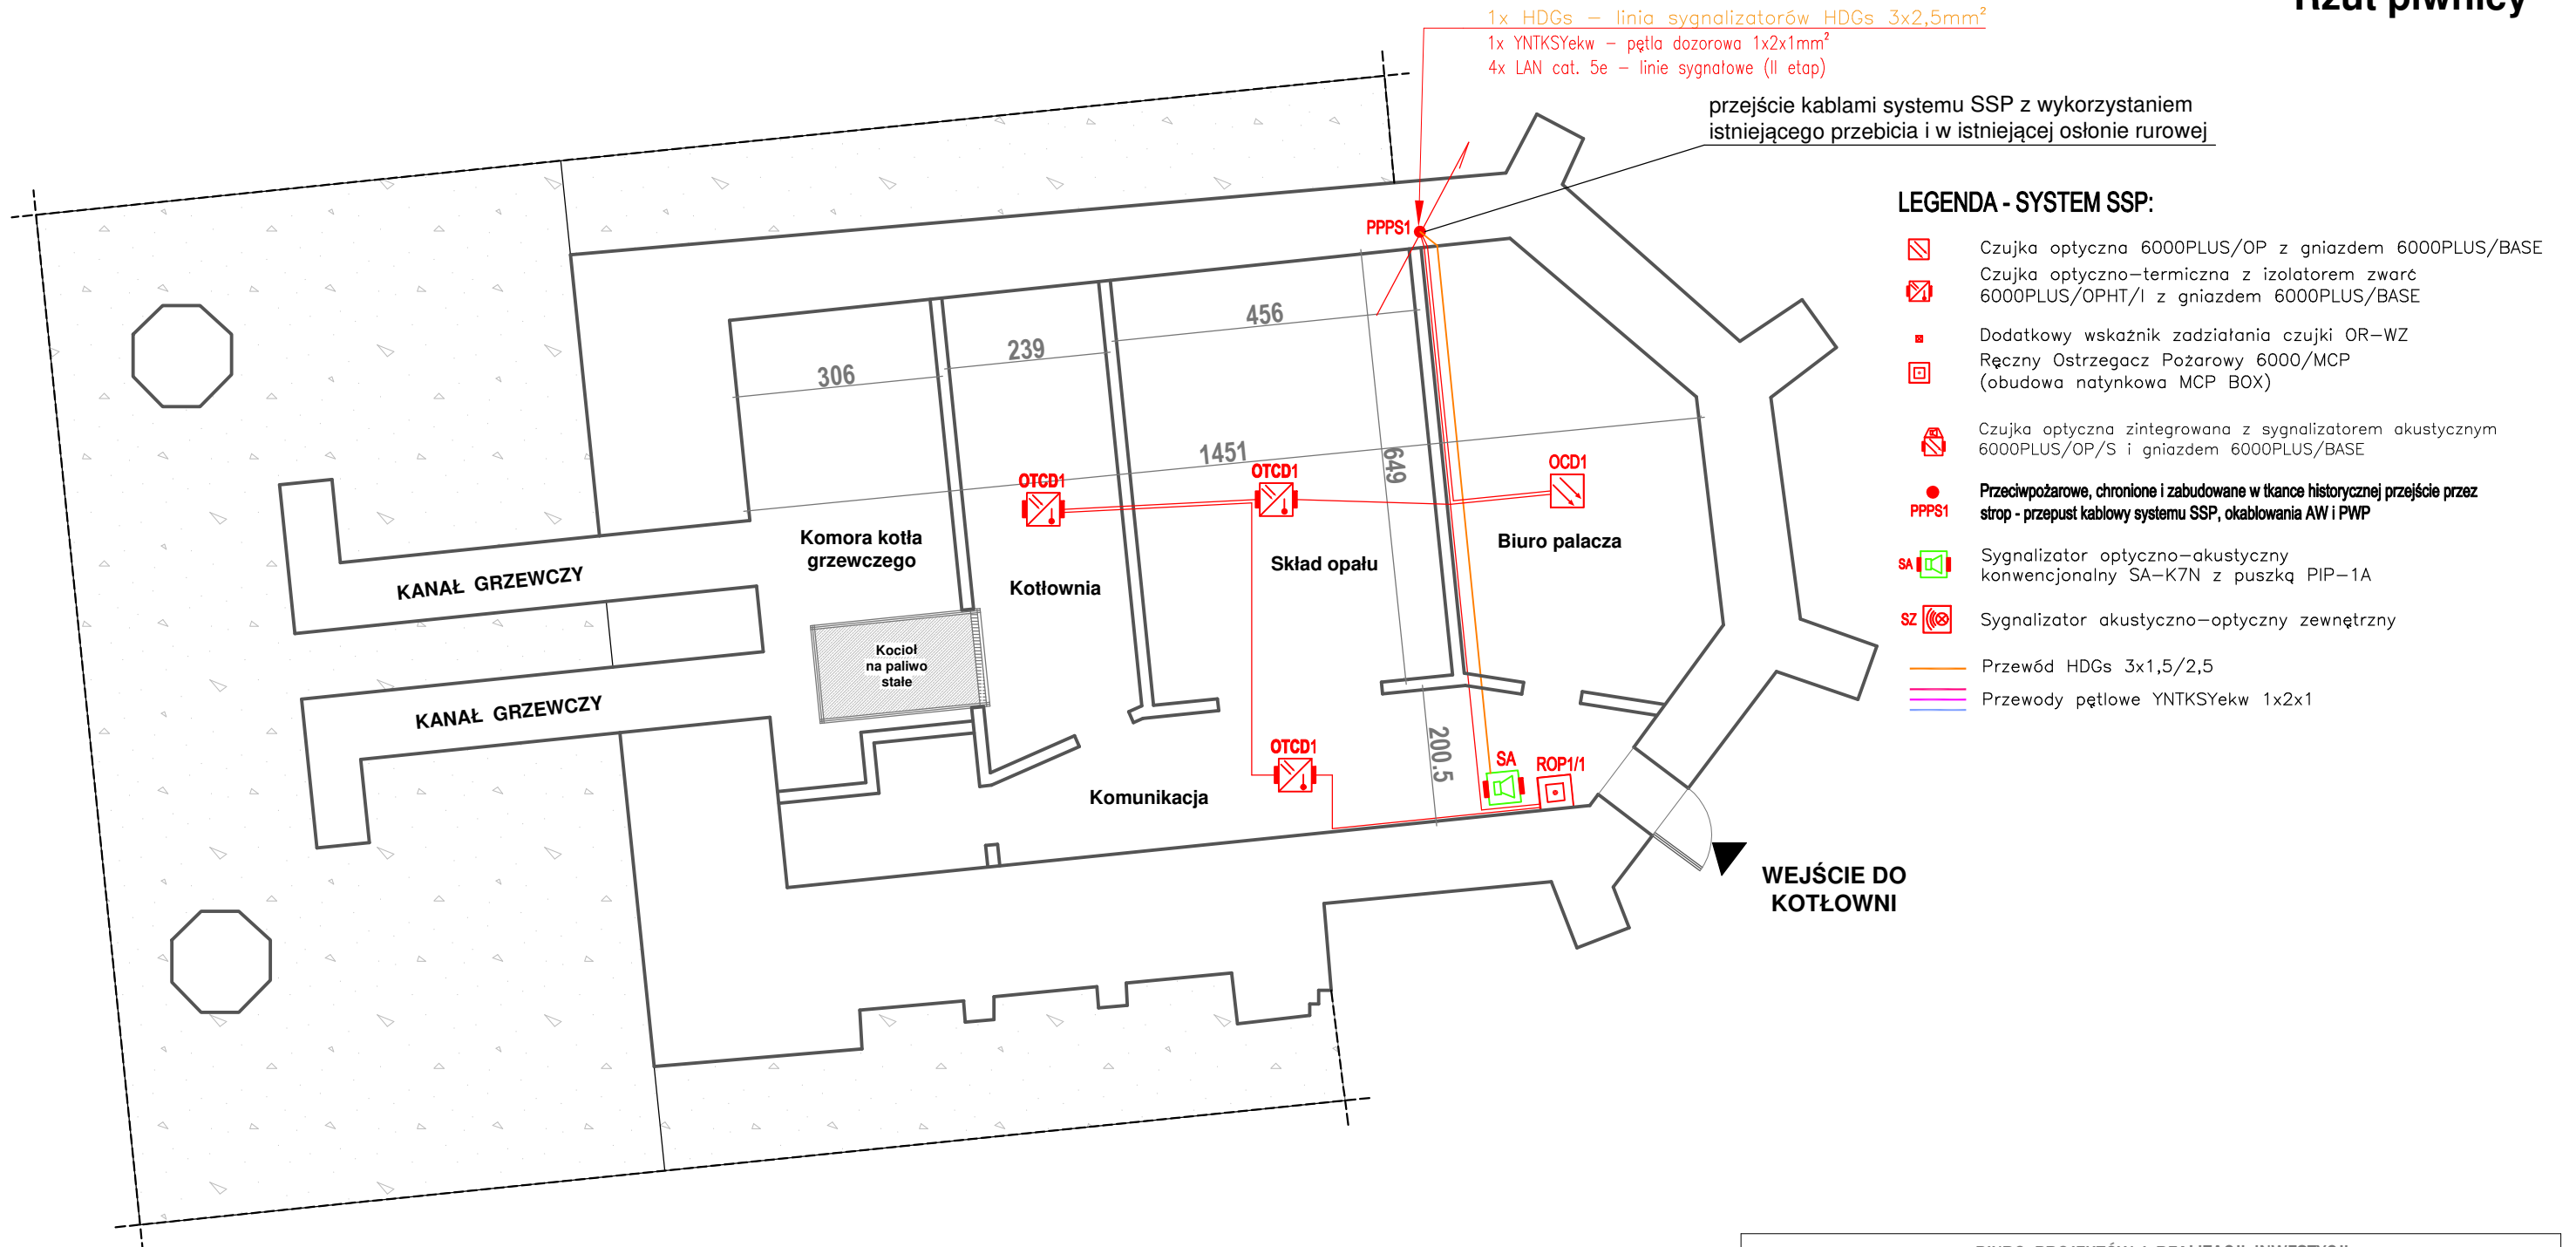 Rzut piwnicy
1x HDGs – linia sygnalizatorów HDGs 3x2,5mm²
1x YNTKSYekw – pętla dozorowa 1x2x1mm²
4x LAN cat. 5e – linie sygnałowe (II etap)
przejście kablami systemu SSP z wykorzystaniem
istniejącego przebicia i w istniejącej osłonie rurowej
LEGENDA - SYSTEM SSP:
Czujka optyczna 6000PLUS/OP z gniazdem 6000PLUS/BASE
Czujka optyczno-termiczna z izolatorem zwarć
6000PLUS/OPHT/I z gniazdem 6000PLUS/BASE
Dodatkowy wskaźnik zadziałania czujki OR-WZ
Ręczny Ostrzegacz Pożarowy 6000/MCP
(obudowa natynkowa MCP BOX)
Czujka optyczna zintegrowana z sygnalizatorem akustycznym
6000PLUS/OP/S i gniazdem 6000PLUS/BASE
PPPS1
Przeciwpożarowe, chronione i zabudowane w tkance historycznej przejście przez
strop - przepust kablowy systemu SSP, okablowania AW i PWP
SA
Sygnalizator optyczno-akustyczny
konwencjonalny SA-K7N z puszką PIP-1A
SZ
Sygnalizator akustyczno-optyczny zewnętrzny
Przewód HDGs 3x1,5/2,5
Przewody pętlowe YNTKSYekw 1x2x1
PPPS1
456
239
306
1451
649
OTCD1
OTCD1
OCD1
Komora kotła
grzewczego
Kotłownia
Skład opału
Biuro palacza
KANAŁ GRZEWCZY
Kocioł
na paliwo
stałe
KANAŁ GRZEWCZY
200.5
OTCD1
SA
ROP1/1
Komunikacja
WEJŚCIE DO
KOTŁOWNI
BIURO PROJEKTÓW I REALIZACJI INWESTYCJI